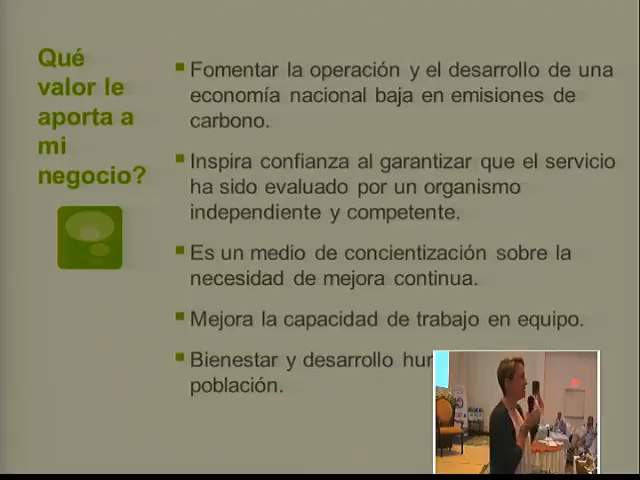 Qué
valor le
aporta a
mi
negocio?
Fomentar la operación y el desarrollo de una
economía nacional baja en emisiones de
carbono.
Inspira confianza al garantizar que el servicio
ha sido evaluado por un organismo
independiente y competente.
Es un medio de concientización sobre la
necesidad de mejora continua.
Mejora la capacidad de trabajo en equipo.
Bienestar y desarrollo
población.